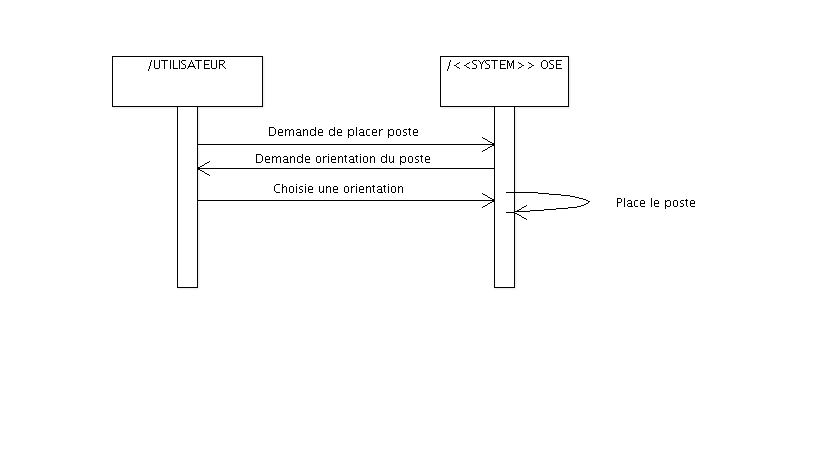 /UTILISATEUR
/<<SYSTEM>> OSE
Demande de placer poste
Demande orientation du poste
Choisie une orientation
Place le poste